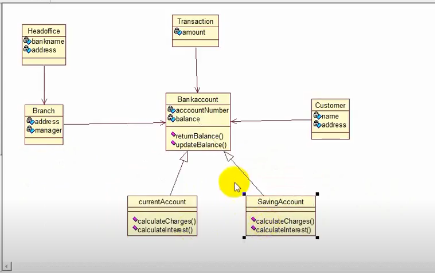 Headoffice
bankname
address
Transaction
amount
Bankaccount
acccountNumber
balance
returnBalance()
updateBalance()
Customer
name
address
Branch
address
manager
currentAccount
calculateCharges()
calculateInterest()
SavingAccount
calculateCharges()
calculateInterest()